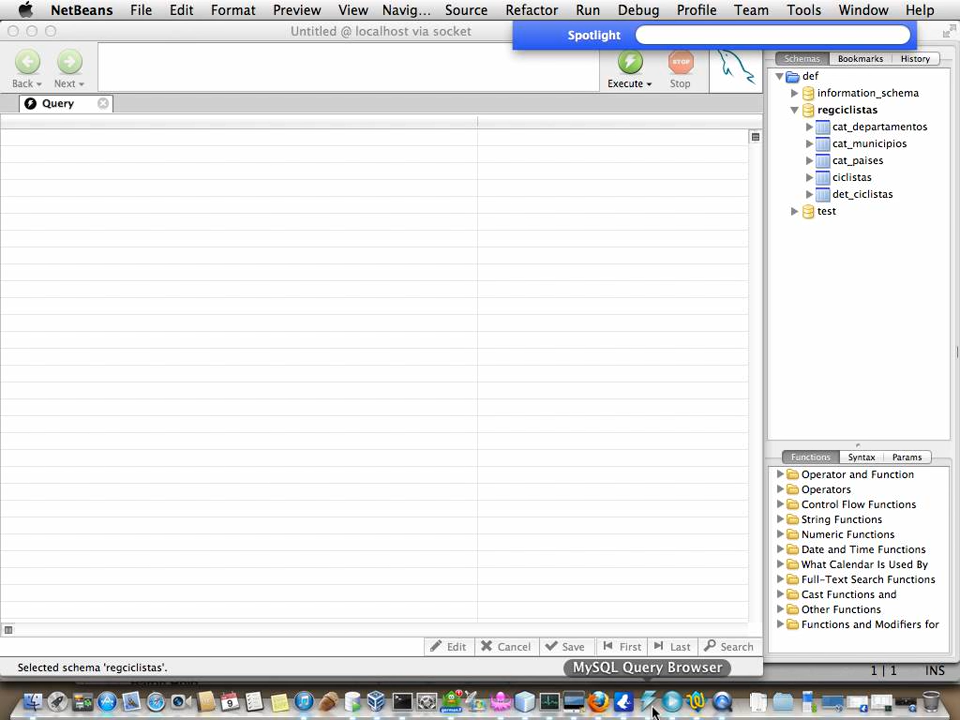 NetBeans File Edit Format Preview View Navig... Source Refactor Run Debug Profile Team Tools Window Help
Untitled @ localhost via socket
Spotlight
Back Next
Execute Stop
Query
Schemas Bookmarks History
def
information_schema
regciclistas
cat_departamentos
cat_municipios
cat_paises
ciclistas
det_ciclistas
test
Functions Syntax Params
Operator and Function
Operators
Control Flow Functions
String Functions
Numeric Functions
Date and Time Functions
What Calendar Is Used By
Full-Text Search Functions
Cast Functions and
Other Functions
Functions and Modifiers for
Edit Cancel Save First Last Search
Selected schema 'regciclistas'.
MySQL Query Browser
1 | 1 INS